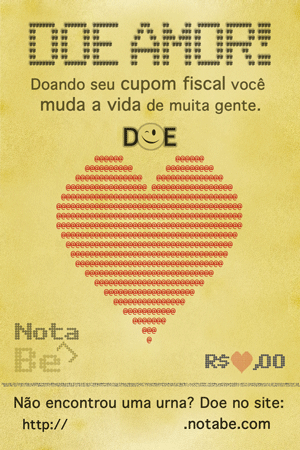 DOE AMOR!
Doando seu cupom fiscal você
muda a vida de muita gente.
DOE
Nota
Be
R$ ,00
Não encontrou uma urna? Doe no site:
http:// .notabe.com